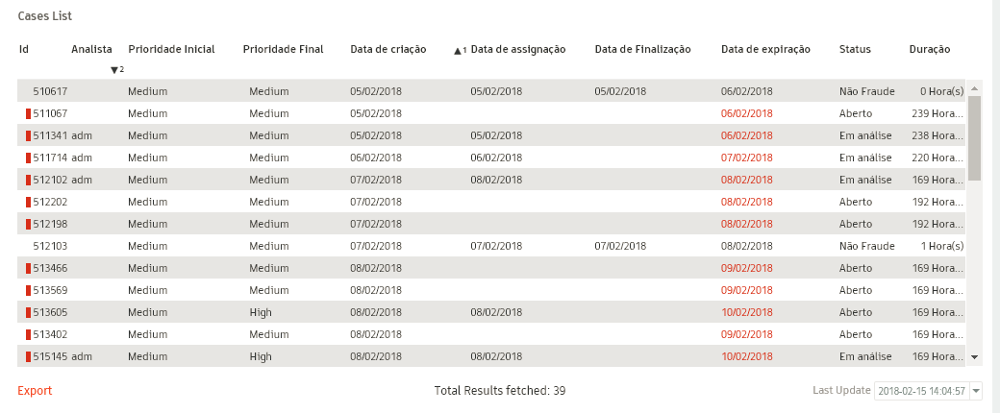 Cases List
Id Analista Prioridade Inicial Prioridade Final Data de criação ▲1 Data de assignação Data de Finalização Data de expiração Status Duração
▼2
510617 Medium Medium 05/02/2018 05/02/2018 05/02/2018 06/02/2018 Não Fraude 0 Hora(s)
511067 Medium Medium 05/02/2018 06/02/2018 Aberto 239 Hora...
511341 adm Medium Medium 05/02/2018 05/02/2018 06/02/2018 Em análise 238 Hora...
511714 adm Medium Medium 06/02/2018 06/02/2018 07/02/2018 Em análise 220 Hora...
512102 adm Medium Medium 07/02/2018 08/02/2018 08/02/2018 Em análise 169 Hora...
512202 Medium Medium 07/02/2018 08/02/2018 Aberto 192 Hora...
512198 Medium Medium 07/02/2018 08/02/2018 Aberto 192 Hora...
512103 Medium Medium 07/02/2018 07/02/2018 07/02/2018 08/02/2018 Não Fraude 1 Hora(s)
513466 Medium Medium 08/02/2018 09/02/2018 Aberto 169 Hora...
513569 Medium Medium 08/02/2018 09/02/2018 Aberto 169 Hora...
513605 Medium High 08/02/2018 08/02/2018 10/02/2018 Aberto 169 Hora...
513402 Medium Medium 08/02/2018 09/02/2018 Aberto 169 Hora...
515145 adm Medium High 08/02/2018 08/02/2018 10/02/2018 Em análise 169 Hora...
Export Total Results fetched: 39 Last Update 2018-02-15 14:04:57